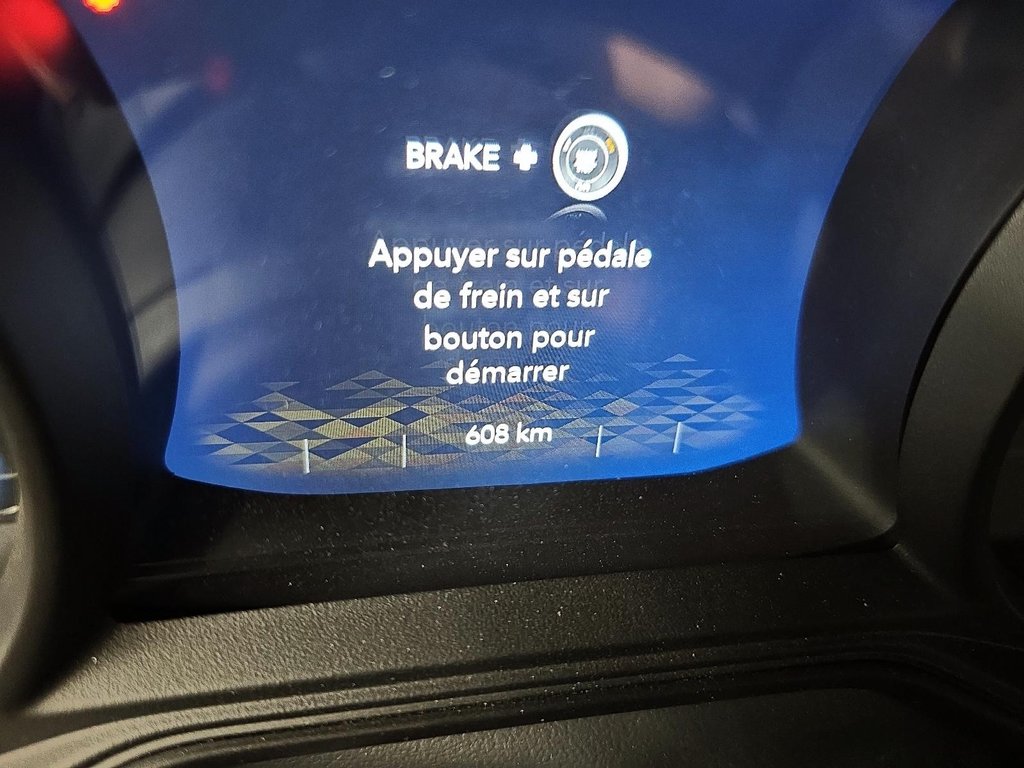 BRAKE +
Appuyer sur pédale
de frein et sur
bouton pour
démarrer
608 km